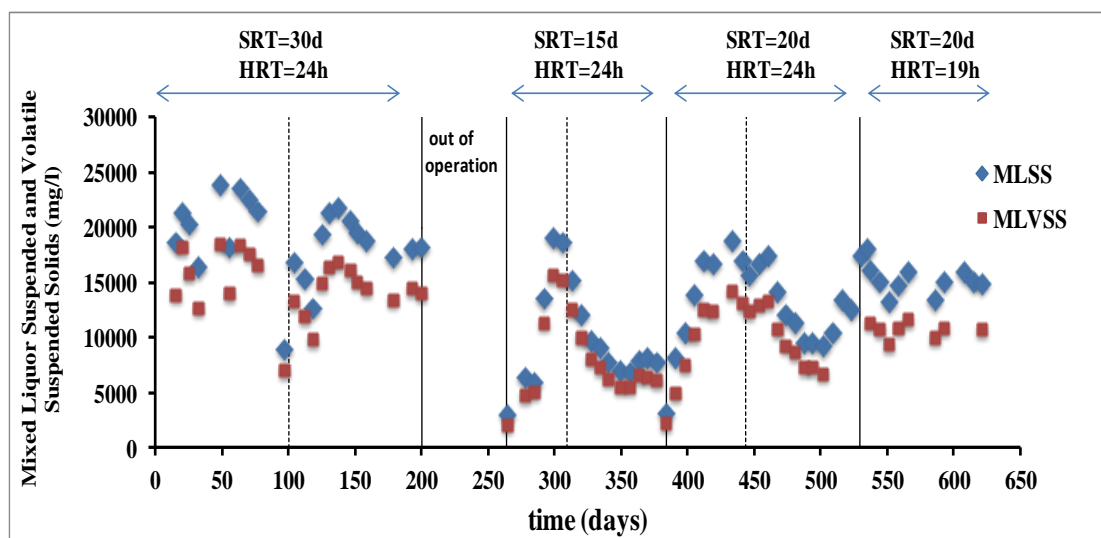 SRT=30d
HRT=24h
SRT=15d
HRT=24h
SRT=20d
HRT=24h
SRT=20d
HRT=19h
Mixed Liquor Suspended and Volatile
Suspended Solids (mg/l)
30000
25000
20000
15000
10000
5000
0
out of
operation
MLSS
MLVSS
0 50 100 150 200 250 300 350 400 450 500 550 600 650
time (days)